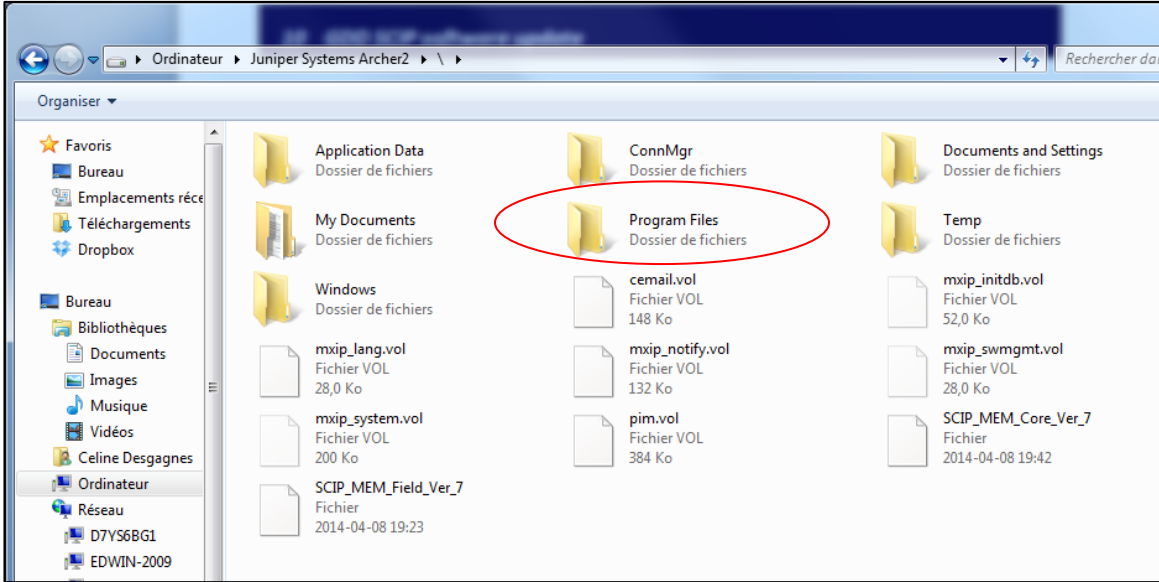 10 GDD SCIP software update
Ordinateur Juniper Systems Archer2 \
Rechercher dan
Organiser
Favoris
Bureau
Emplacements réce
Téléchargements
Dropbox
Bureau
Bibliothèques
Documents
Images
Musique
Vidéos
Celine Desgagnes
Ordinateur
Réseau
D7YS6BG1
EDWIN-2009
Application Data
Dossier de fichiers
ConnMgr
Dossier de fichiers
Documents and Settings
Dossier de fichiers
My Documents
Dossier de fichiers
Program Files
Dossier de fichiers
Temp
Dossier de fichiers
Windows
Dossier de fichiers
cemail.vol
Fichier VOL
148 Ko
mxip_initdb.vol
Fichier VOL
52,0 Ko
mxip_lang.vol
Fichier VOL
28,0 Ko
mxip_notify.vol
Fichier VOL
132 Ko
mxip_swmgmt.vol
Fichier VOL
28,0 Ko
mxip_system.vol
Fichier VOL
200 Ko
pim.vol
Fichier VOL
384 Ko
SCIP_MEM_Core_Ver_7
Fichier
2014-04-08 19:42
SCIP_MEM_Field_Ver_7
Fichier
2014-04-08 19:23